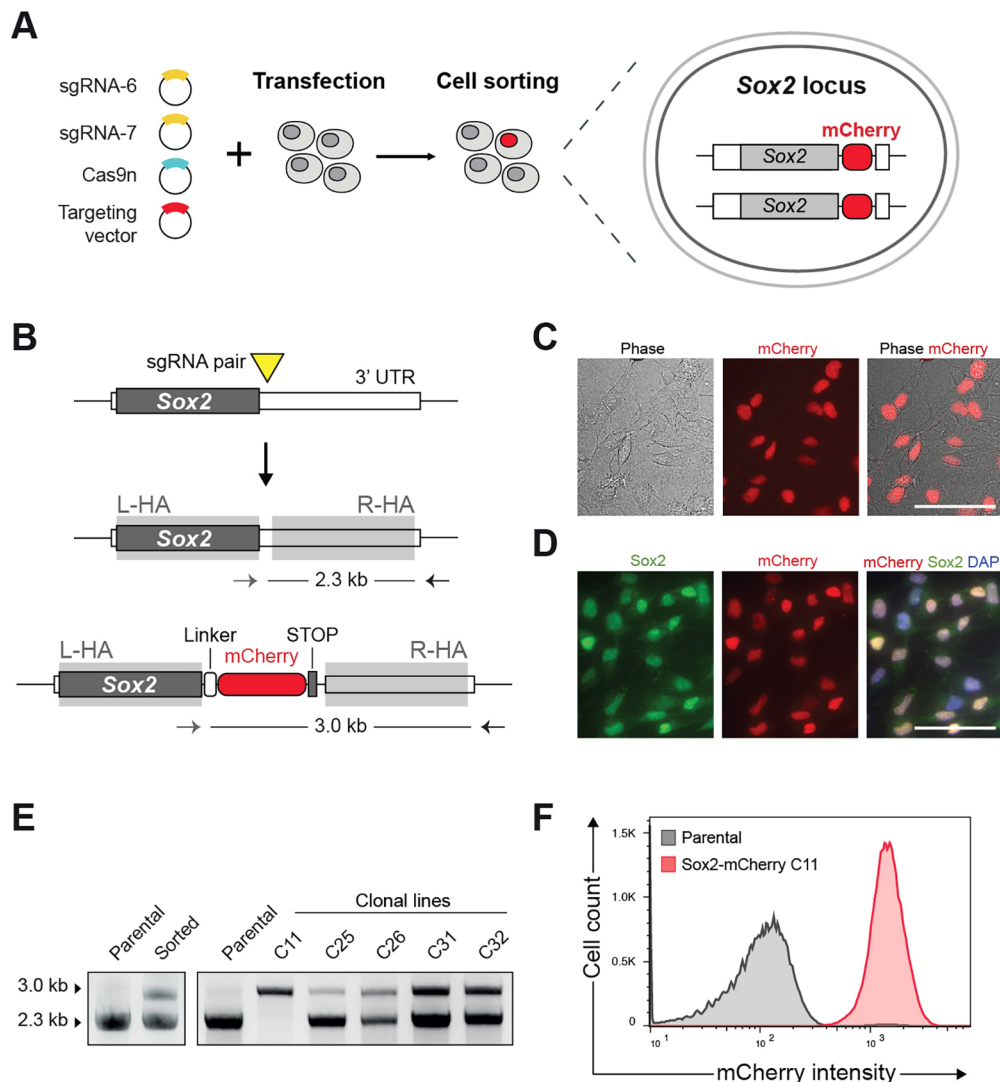 A
sgRNA-6
sgRNA-7
Cas9n
Targeting
vector
+
Transfection
Cell sorting
Sox2 locus
mCherry
Sox2
Sox2
B
sgRNA pair
3' UTR
Sox2
L-HA
R-HA
Sox2
2.3 kb
Linker
STOP
L-HA
mCherry
R-HA
Sox2
3.0 kb
C
Phase
mCherry
Phase mCherry
D
Sox2
mCherry
mCherry Sox2 DAP
E
Clonal lines
Parental
Sorted
Parental
C11
C25
C26
C31
C32
3.0 kb
2.3 kb
F
Parental
Sox2-mCherry C11
Cell count
1.5K
1.0K
0.5K
0
10 1
10 2
10 3
mCherry intensity